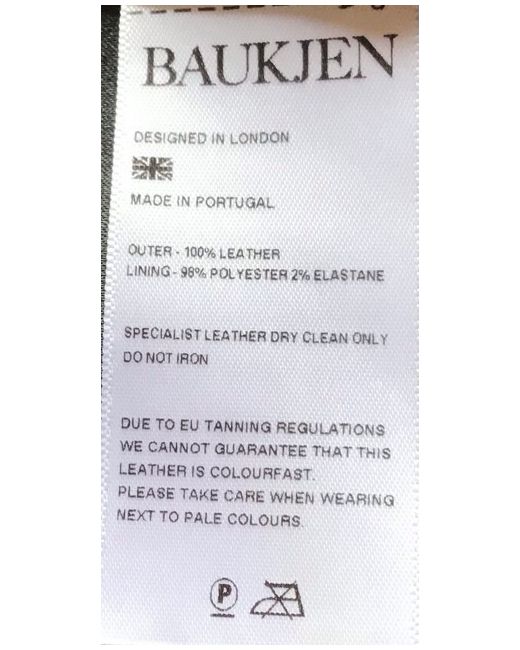 BAUKJEN
DESIGNED IN LONDON
MADE IN PORTUGAL
OUTER - 100% LEATHER
LINING - 98% POLYESTER 2% ELASTANE
SPECIALIST LEATHER DRY CLEAN ONLY
DO NOT IRON
DUE TO EU TANNING REGULATIONS
WE CANNOT GUARANTEE THAT THIS
LEATHER IS COLOURFAST.
PLEASE TAKE CARE WHEN WEARING
NEXT TO PALE COLOURS.
P